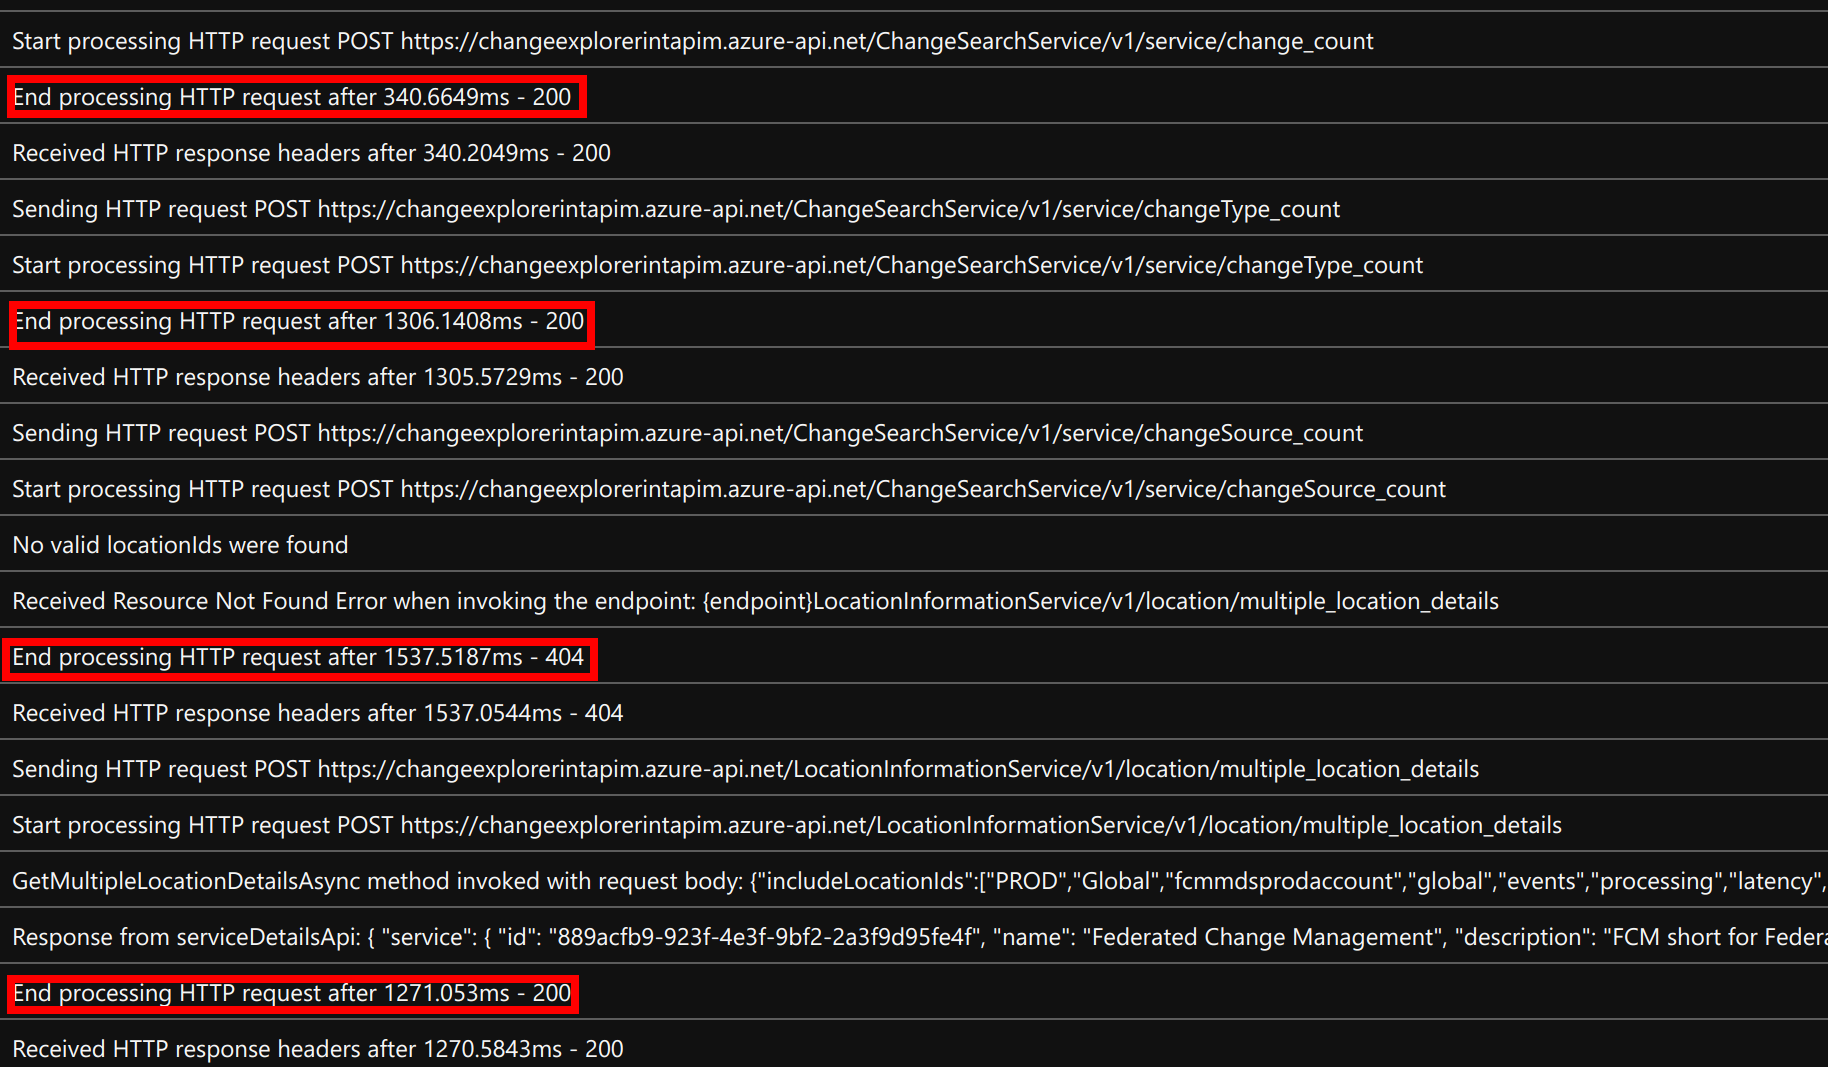 Start processing HTTP request POST https://changeexplorerintapim.azure-api.net/ChangeSearchService/v1/service/change_count
End processing HTTP request after 340.6649ms - 200
Received HTTP response headers after 340.2049ms - 200
Sending HTTP request POST https://changeexplorerintapim.azure-api.net/ChangeSearchService/v1/service/changeType_count
Start processing HTTP request POST https://changeexplorerintapim.azure-api.net/ChangeSearchService/v1/service/changeType_count
End processing HTTP request after 1306.1408ms - 200
Received HTTP response headers after 1305.5729ms - 200
Sending HTTP request POST https://changeexplorerintapim.azure-api.net/ChangeSearchService/v1/service/changeSource_count
Start processing HTTP request POST https://changeexplorerintapim.azure-api.net/ChangeSearchService/v1/service/changeSource_count
No valid locationIds were found
Received Resource Not Found Error when invoking the endpoint: {endpoint}LocationInformationService/v1/location/multiple_location_details
End processing HTTP request after 1537.5187ms - 404
Received HTTP response headers after 1537.0544ms - 404
Sending HTTP request POST https://changeexplorerintapim.azure-api.net/LocationInformationService/v1/location/multiple_location_details
Start processing HTTP request POST https://changeexplorerintapim.azure-api.net/LocationInformationService/v1/location/multiple_location_details
GetMultipleLocationDetailsAsync method invoked with request body: {"includeLocationIds":["PROD","Global","fcmmdsprodaccount","global","events","processing","latency",
Response from serviceDetailsApi: { "service": { "id": "889acfb9-923f-4e3f-9bf2-2a3f9d95fe4f", "name": "Federated Change Management", "description": "FCM short for Federa
End processing HTTP request after 1271.053ms - 200
Received HTTP response headers after 1270.5843ms - 200